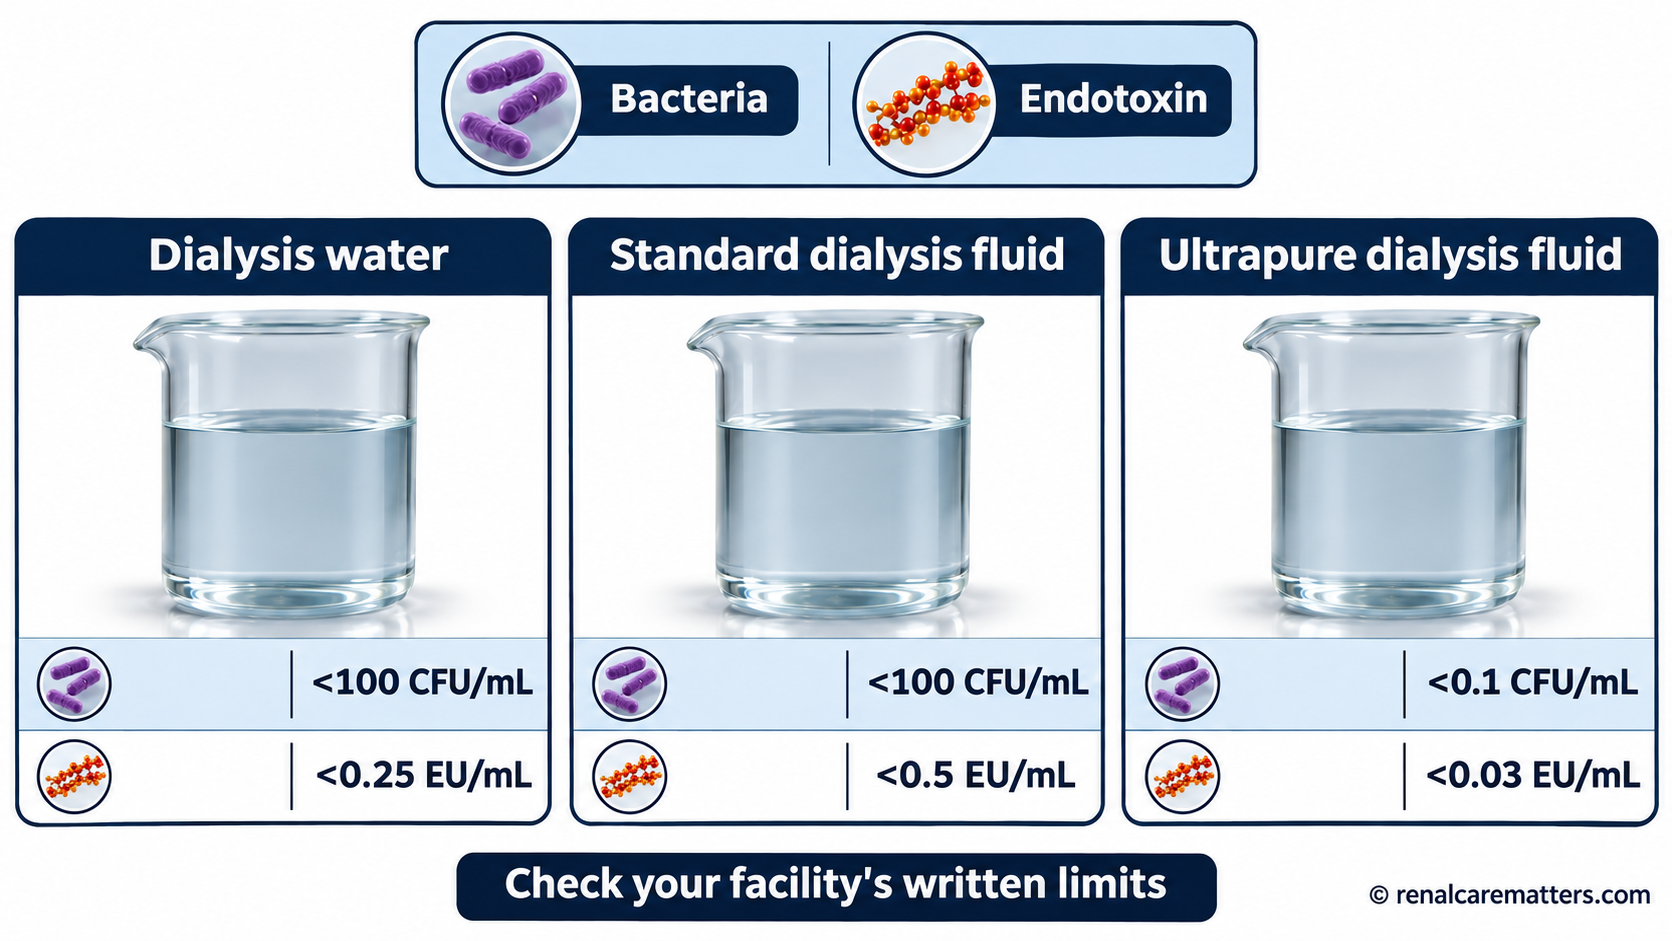 Bacteria
Endotoxin
Dialysis water
<100 CFU/mL
<0.25 EU/mL
Standard dialysis fluid
<100 CFU/mL
<0.5 EU/mL
Ultrapure dialysis fluid
<0.1 CFU/mL
<0.03 EU/mL
Check your facility's written limits
© renalcarematters.com